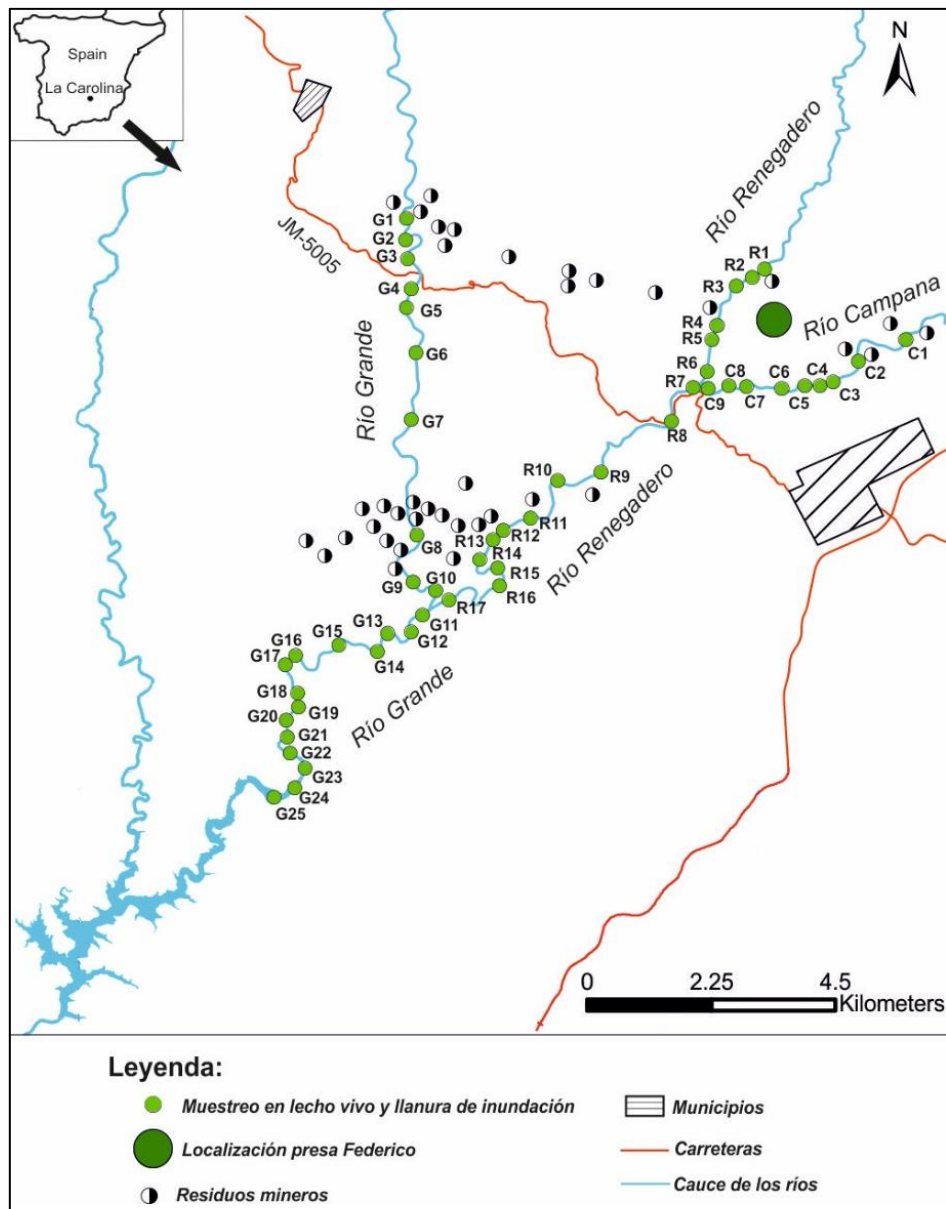 Spain
La Carolina
N
JM-5005
Río Renegadero
Río Campana
Río Grande
Río Renegadero
Río Grande
G1
G2
G3
G4
G5
G6
G7
G8
G9
G10
G11
G12
G13
G14
G15
G16
G17
G18
G19
G20
G21
G22
G23
G24
G25
R1
R2
R3
R4
R5
R6
R7
R8
R9
R10
R11
R12
R13
R14
R15
R16
R17
C1
C2
C3
C4
C5
C6
C7
C8
C9
0 2.25 4.5
Kilometers
Leyenda:
Muestreo en lecho vivo y llanura de inundación
Localización presa Federico
Residuos mineros
Municipios
Carreteras
Cauce de los ríos